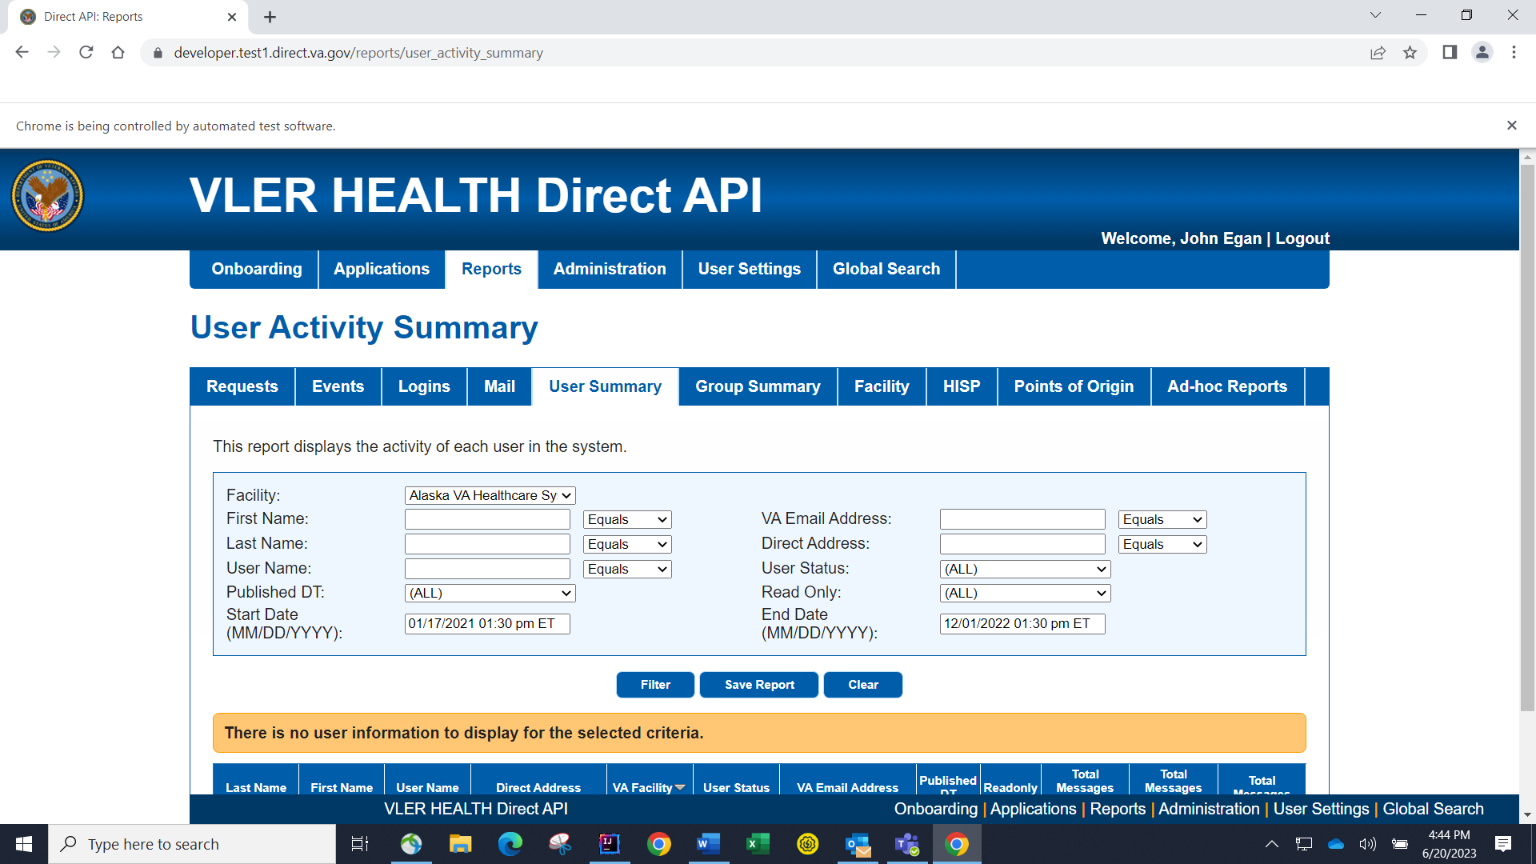 Direct API: Reports
developer.test1.direct.va.gov/reports/user_activity_summary
Chrome is being controlled by automated test software.
VLER HEALTH Direct API
Welcome, John Egan | Logout
Onboarding Applications Reports Administration User Settings Global Search
User Activity Summary
Requests Events Logins Mail User Summary Group Summary Facility HISP Points of Origin Ad-hoc Reports
This report displays the activity of each user in the system.
Facility: Alaska VA Healthcare Sy
First Name: Equals VA Email Address: Equals
Last Name: Equals Direct Address: Equals
User Name: Equals User Status: (ALL)
Published DT: (ALL) Read Only: (ALL)
Start Date (MM/DD/YYYY): 01/17/2021 01:30 pm ET End Date (MM/DD/YYYY): 12/01/2022 01:30 pm ET
Filter Save Report Clear
There is no user information to display for the selected criteria.
Last Name First Name User Name Direct Address VA Facility User Status VA Email Address Published DT Readonly Total Messages Total Messages Total Messages
VLER HEALTH Direct API Onboarding | Applications | Reports | Administration | User Settings | Global Search
Type here to search
4:44 PM
6/20/2023